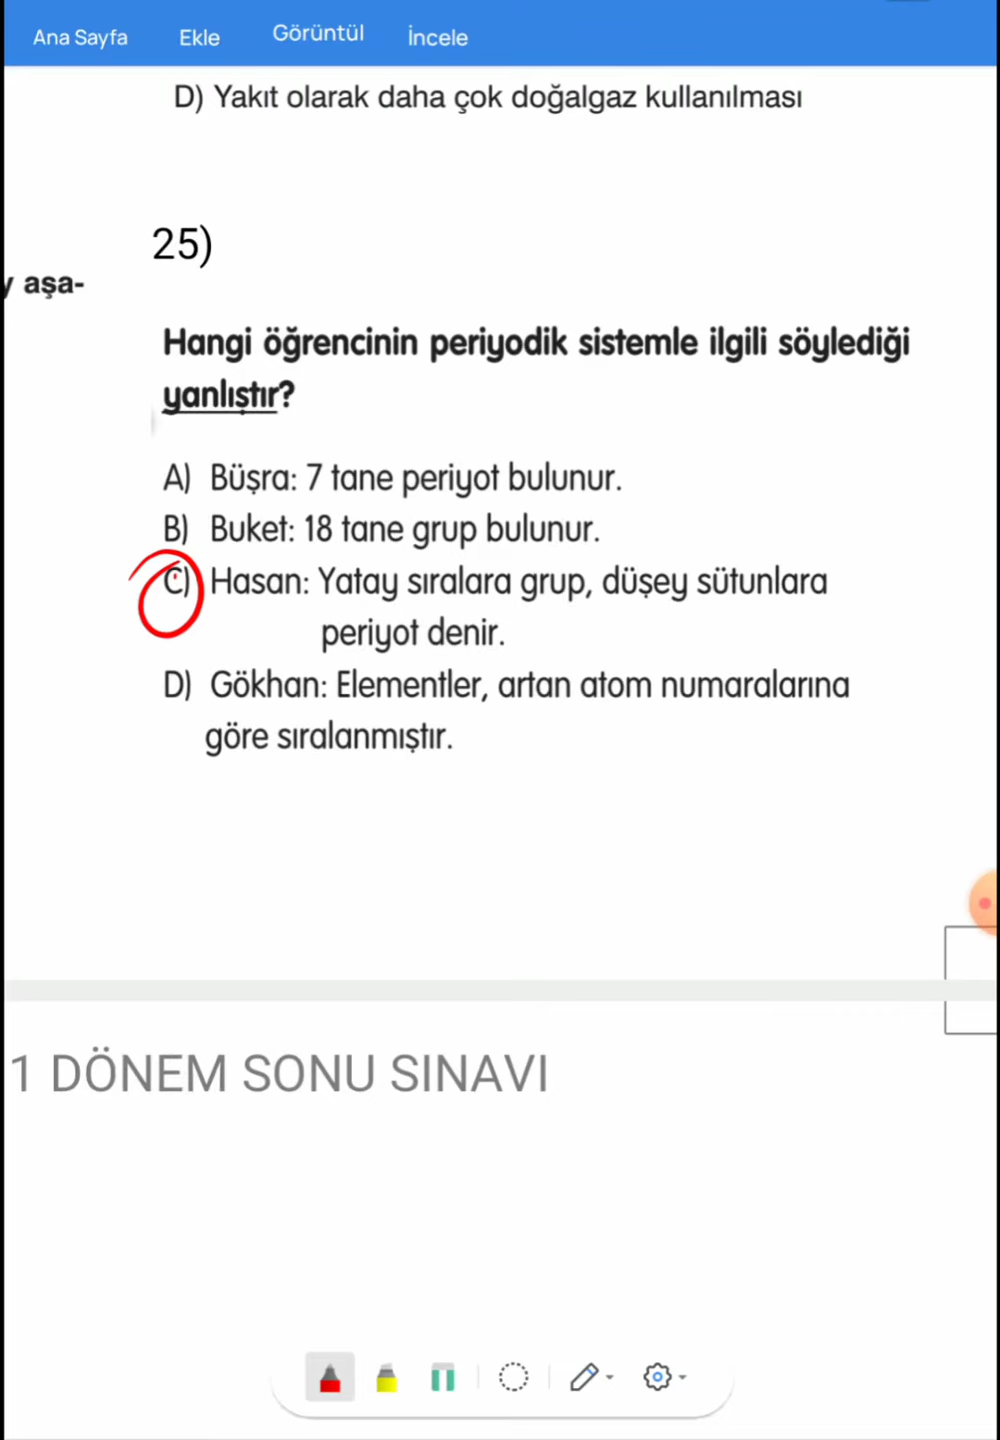 Ana Sayfa Ekle Görüntül İncele
D) Yakıt olarak daha çok doğalgaz kullanılması
25)
aşa-
Hangi öğrencinin periyodik sistemle ilgili söylediği
yanlıştır?
A) Büşra: 7 tane periyot bulunur.
B) Buket: 18 tane grup bulunur.
C) Hasan: Yatay sıralara grup, düşey sütunlara
periyot denir.
D) Gökhan: Elementler, artan atom numaralarına
göre sıralanmıştır.
1 DÖNEM SONU SINAVI